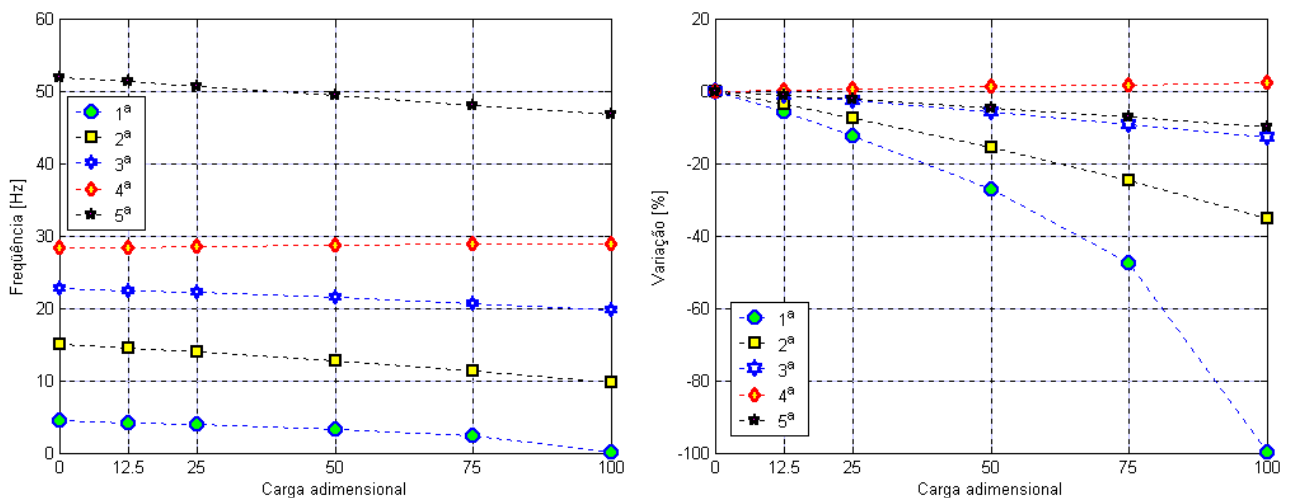 60
50
40
30
20
10
0
Freqüência [Hz]
1ª
2ª
3ª
4ª
5ª
0 12.5 25 50 75 100
Carga adimensional
20
0
-20
-40
-60
-80
-100
Variação [%]
1ª
2ª
3ª
4ª
5ª
0 12.5 25 50 75 100
Carga adimensional